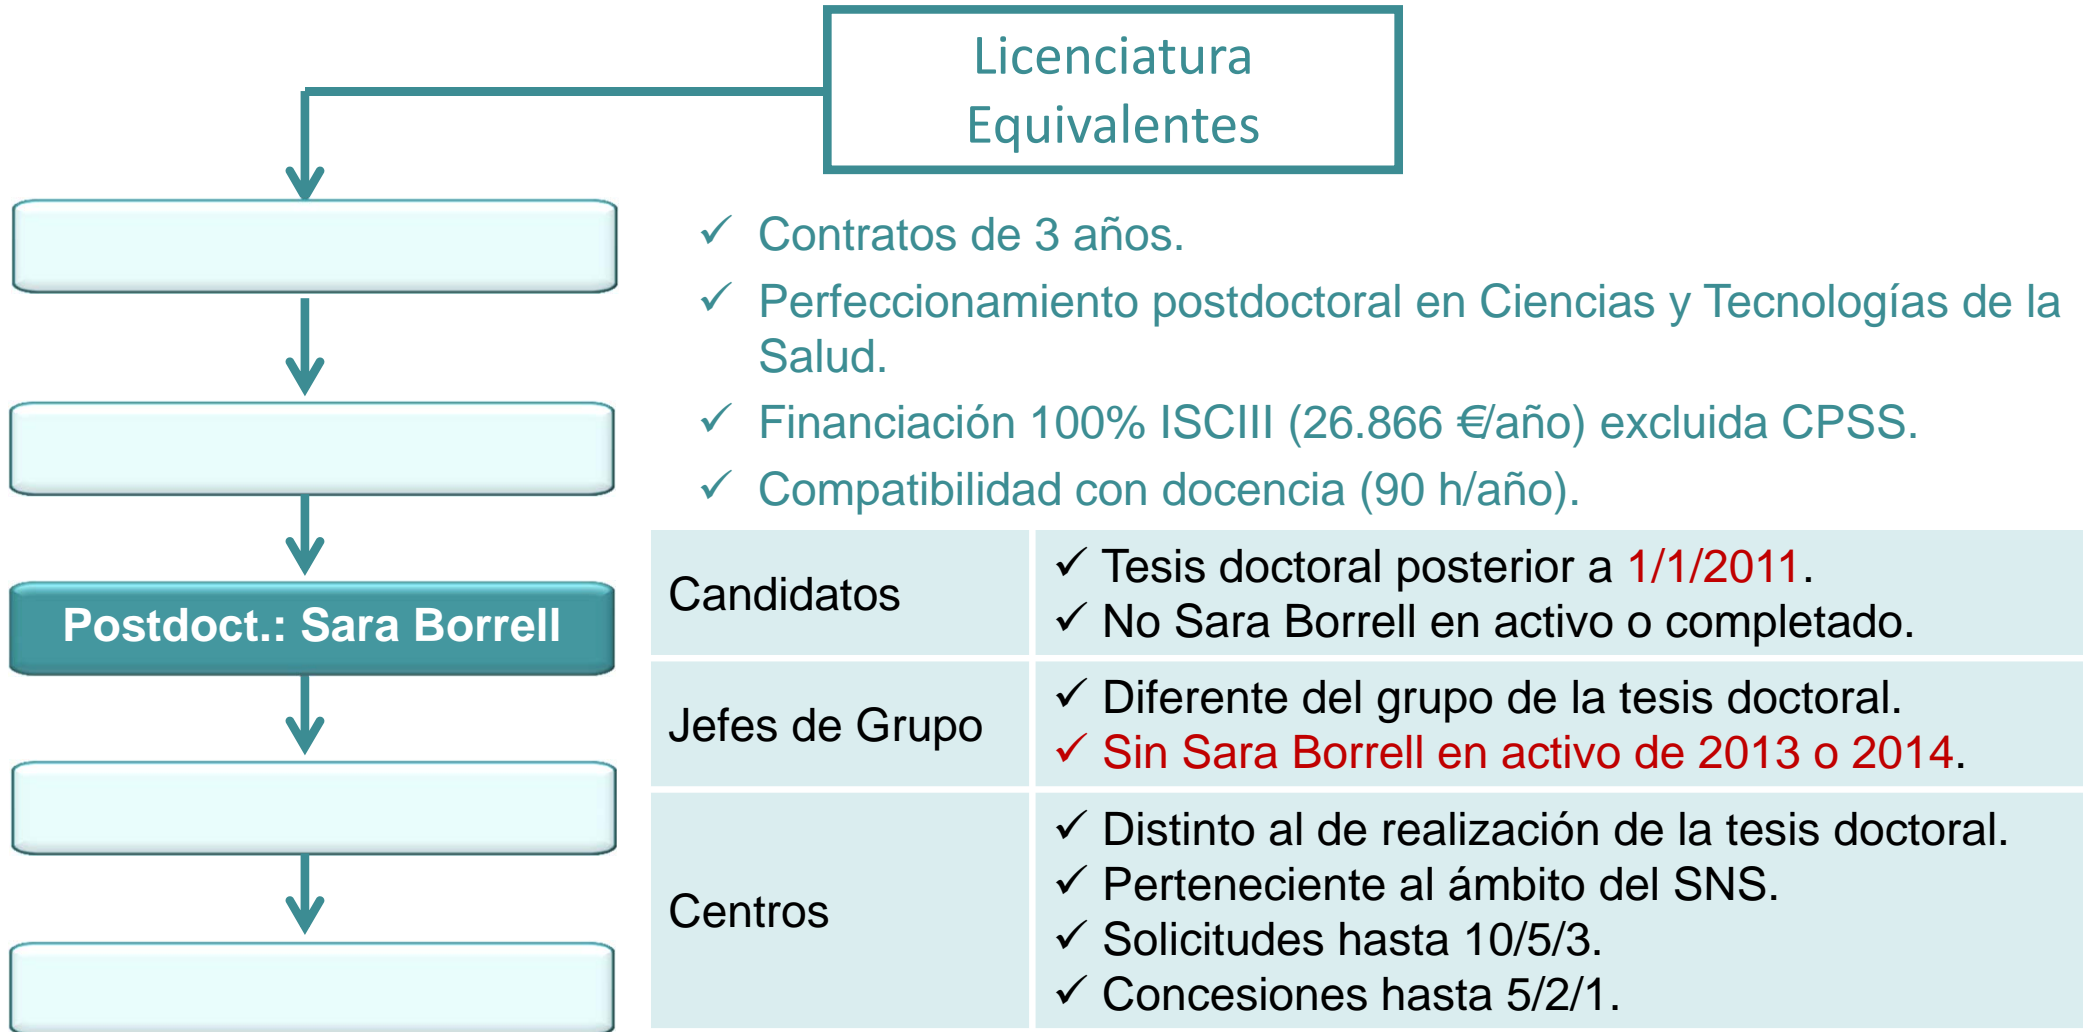 Licenciatura
Equivalentes
✓ Contratos de 3 años.
✓ Perfeccionamiento postdoctoral en Ciencias y Tecnologías de la
Salud.
✓ Financiación 100% ISCIII (26.866 €/año) excluida CPSS.
✓ Compatibilidad con docencia (90 h/año).
Postdoct.: Sara Borrell
Candidatos
✓ Tesis doctoral posterior a 1/1/2011.
✓ No Sara Borrell en activo o completado.
Jefes de Grupo
✓ Diferente del grupo de la tesis doctoral.
✓ Sin Sara Borrell en activo de 2013 o 2014.
Centros
✓ Distinto al de realización de la tesis doctoral.
✓ Perteneciente al ámbito del SNS.
✓ Solicitudes hasta 10/5/3.
✓ Concesiones hasta 5/2/1.